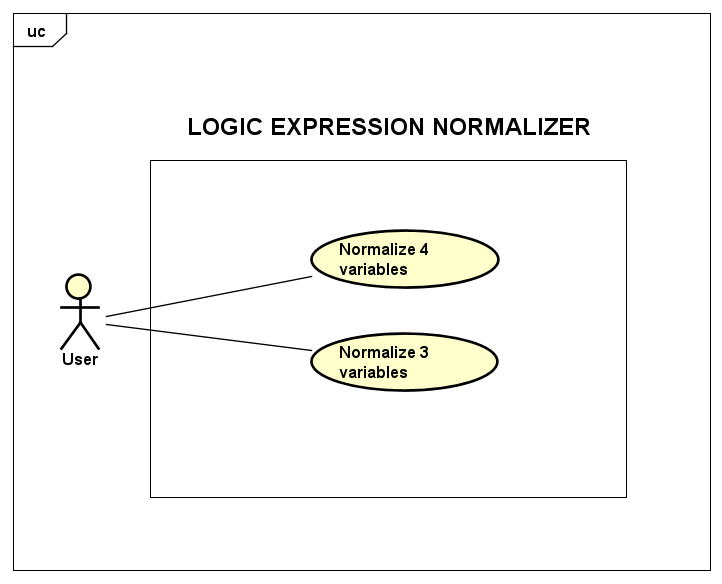 uc
LOGIC EXPRESSION NORMALIZER
Normalize 4
variables
User
Normalize 3
variables